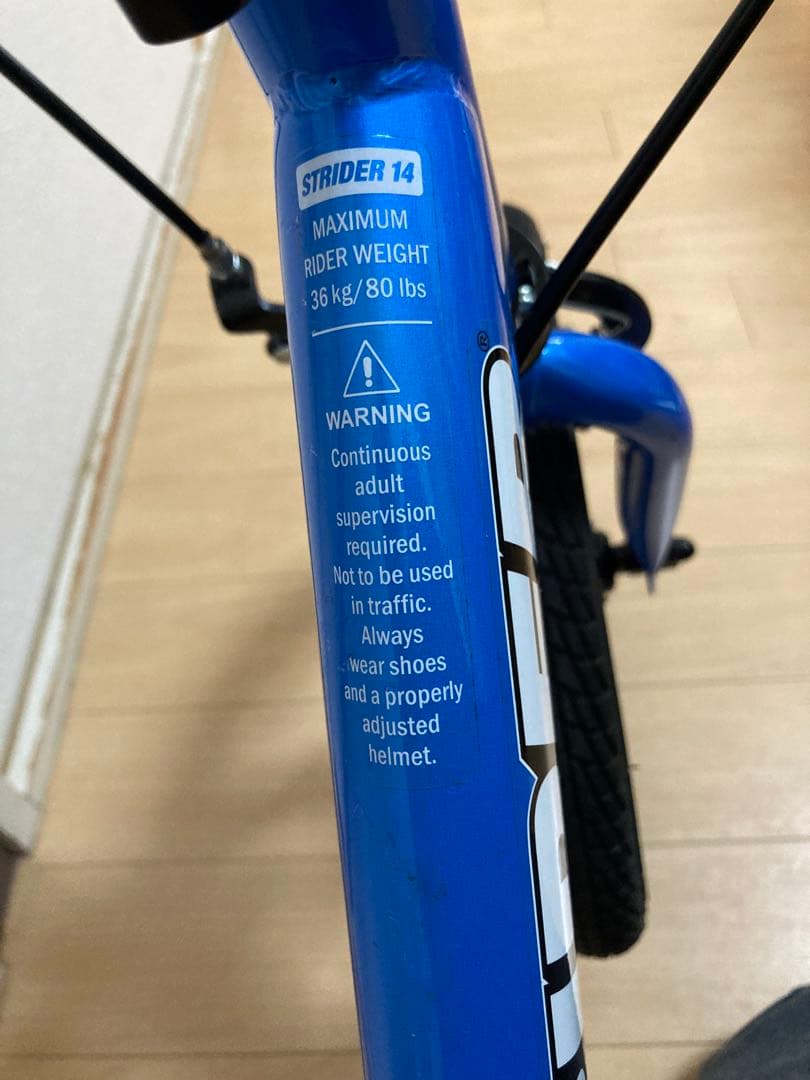 STRIDER 14
MAXIMUM
RIDER WEIGHT
36 kg/80 lbs
WARNING
Continuous
adult
supervision
required.
Not to be used
in traffic.
Always
wear shoes
and a properly
adjusted
helmet.
®